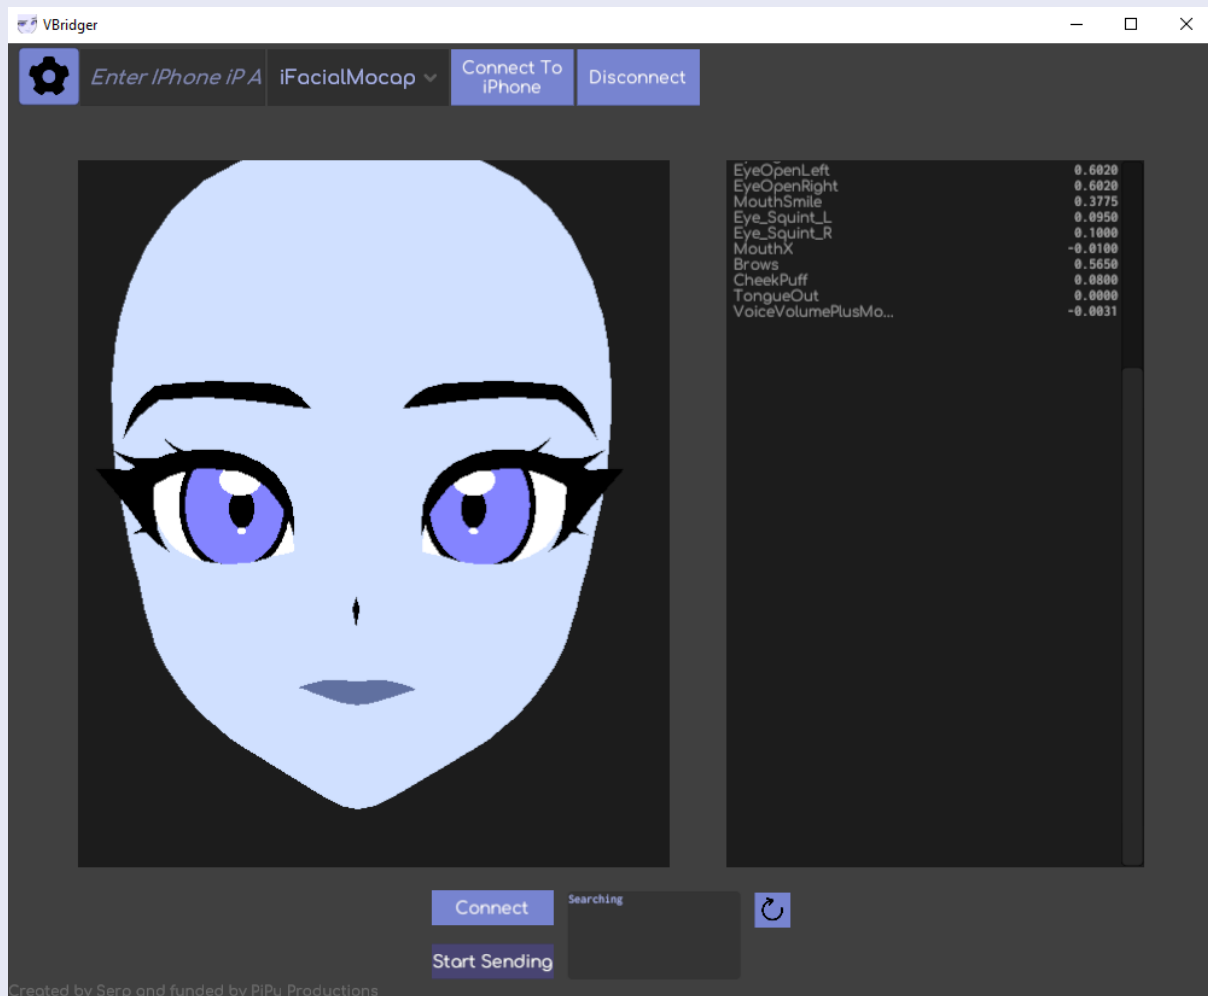 VBridger
Enter IPhone iP A
iFacialMocap
Connect To
iPhone
Disconnect
EyeOpenLeft 0.6020
EyeOpenRight 0.6020
MouthSmile 0.3775
Eye_Squint_L 0.0950
Eye_Squint_R 0.1000
MouthX -0.0100
Brows 0.5650
CheekPuff 0.0800
TongueOut 0.0000
VoiceVolumePlusMo... -0.0031
Connect
Searching
Start Sending
Created by Sero and funded by PiPu Productions